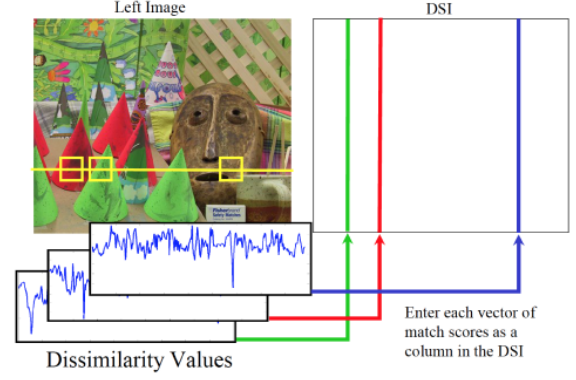 Left Image
DSI
Enter each vector of
match scores as a
column in the DSI
Dissimilarity Values